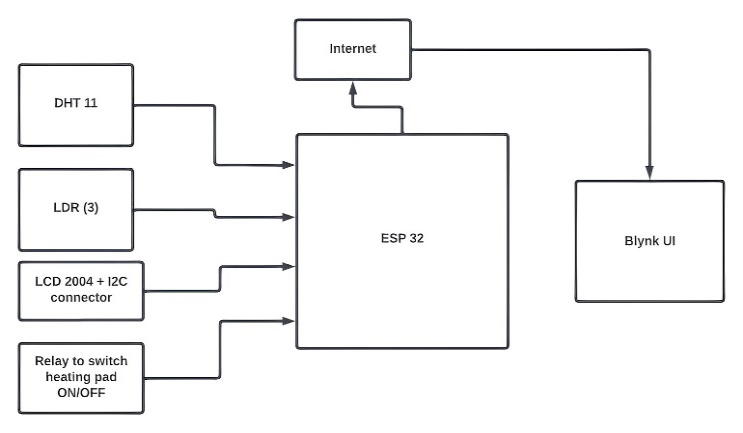 Internet
DHT 11
LDR (3)
ESP 32
Blynk UI
LCD 2004 + I2C
connector
Relay to switch
heating pad
ON/OFF